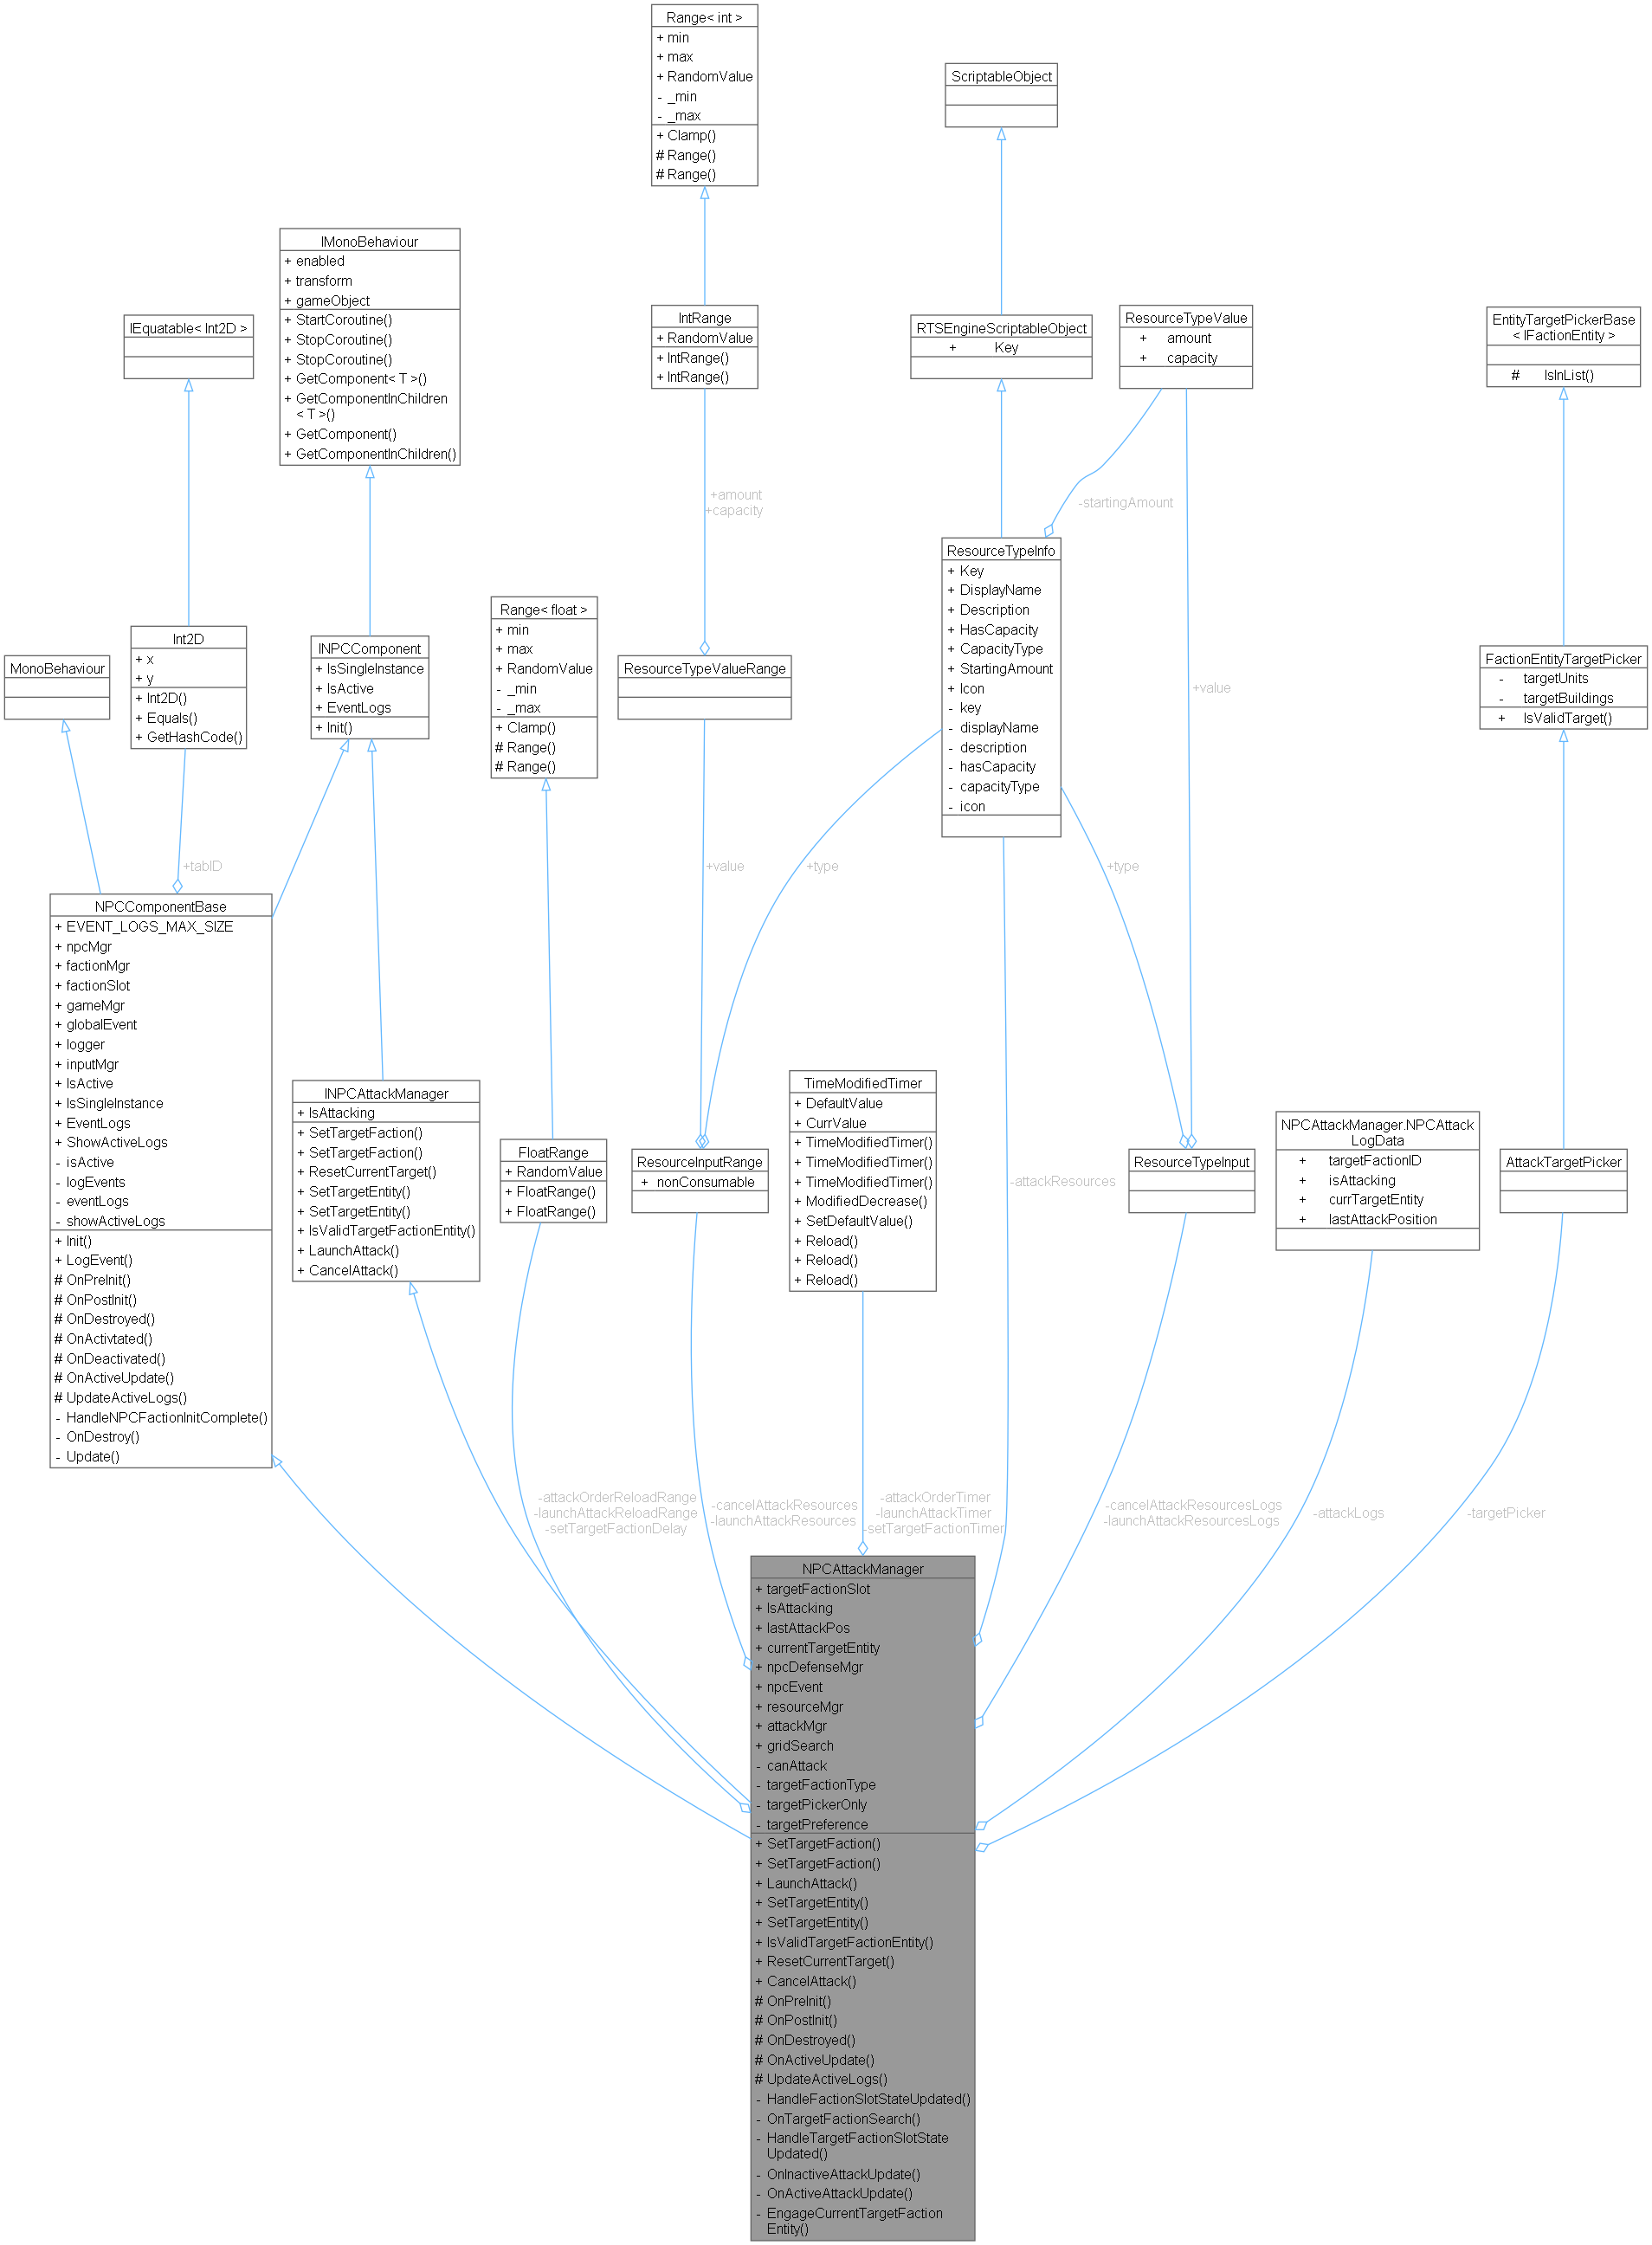 Range< int >
+ min
+ max
+ RandomValue
- _min
- _max
+ Clamp()
# Range()
# Range()
ScriptableObject
IMonoBehaviour
+ enabled
+ transform
+ gameObject
+ StartCoroutine()
+ StopCoroutine()
+ StopCoroutine()
+ GetComponent< T >()
+ GetComponentInChildren
< T >()
+ GetComponent()
+ GetComponentInChildren()
IEquatable< Int2D >
IntRange
+ RandomValue
+ IntRange()
+ IntRange()
RTSEngineScriptableObject
+ Key
ResourceTypeValue
+ amount
+ capacity
EntityTargetPickerBase
< IFactionEntity >
# IsInList()
+amount
+capacity
-startingAmount
ResourceTypeInfo
+ Key
+ DisplayName
+ Description
+ HasCapacity
+ CapacityType
+ StartingAmount
+ Icon
- key
- displayName
- description
- hasCapacity
- capacityType
- icon
Range< float >
+ min
+ max
+ RandomValue
- _min
- _max
+ Clamp()
# Range()
# Range()
MonoBehaviour
Int2D
+ x
+ y
+ Int2D()
+ Equals()
+ GetHashCode()
INPCComponent
+ IsSingleInstance
+ IsActive
+ EventLogs
+ Init()
ResourceTypeValueRange
+value
FactionEntityTargetPicker
- targetUnits
- targetBuildings
+ IsValidTarget()
+tabID
+value
+type
+type
NPCComponentBase
+ EVENT_LOGS_MAX_SIZE
+ npcMgr
+ factionMgr
+ factionSlot
+ gameMgr
+ globalEvent
+ logger
+ inputMgr
+ IsActive
+ IsSingleInstance
+ EventLogs
+ ShowActiveLogs
- isActive
- logEvents
- eventLogs
- showActiveLogs
+ Init()
+ LogEvent()
# OnPreInit()
# OnPostInit()
# OnDestroyed()
# OnActivtated()
# OnDeactivated()
# OnActiveUpdate()
# UpdateActiveLogs()
- HandleNPCFactionInitComplete()
- OnDestroy()
- Update()
INPCAttackManager
+ IsAttacking
+ SetTargetFaction()
+ SetTargetFaction()
+ ResetCurrentTarget()
+ SetTargetEntity()
+ SetTargetEntity()
+ IsValidTargetFactionEntity()
+ LaunchAttack()
+ CancelAttack()
FloatRange
+ RandomValue
+ FloatRange()
+ FloatRange()
ResourceInputRange
+ nonConsumable
TimeModifiedTimer
+ DefaultValue
+ CurrValue
+ TimeModifiedTimer()
+ TimeModifiedTimer()
+ TimeModifiedTimer()
+ ModifiedDecrease()
+ SetDefaultValue()
+ Reload()
+ Reload()
+ Reload()
-attackResources
ResourceTypeInput
NPCAttackManager.NPCAttack
LogData
+ targetFactionID
+ isAttacking
+ currTargetEntity
+ lastAttackPosition
AttackTargetPicker
-attackOrderReloadRange
-launchAttackReloadRange
-setTargetFactionDelay
-cancelAttackResources
-launchAttackResources
-attackOrderTimer
-launchAttackTimer
-setTargetFactionTimer
-cancelAttackResourcesLogs
-launchAttackResourcesLogs
-attackLogs
-targetPicker
NPCAttackManager
+ targetFactionSlot
+ IsAttacking
+ lastAttackPos
+ currentTargetEntity
+ npcDefenseMgr
+ npcEvent
+ resourceMgr
+ attackMgr
+ gridSearch
- canAttack
- targetFactionType
- targetPickerOnly
- targetPreference
+ SetTargetFaction()
+ SetTargetFaction()
+ LaunchAttack()
+ SetTargetEntity()
+ SetTargetEntity()
+ IsValidTargetFactionEntity()
+ ResetCurrentTarget()
+ CancelAttack()
# OnPreInit()
# OnPostInit()
# OnDestroyed()
# OnActiveUpdate()
# UpdateActiveLogs()
- HandleFactionSlotStateUpdated()
- OnTargetFactionSearch()
- HandleTargetFactionSlotState
Updated()
- OnInactiveAttackUpdate()
- OnActiveAttackUpdate()
- EngageCurrentTargetFaction
Entity()